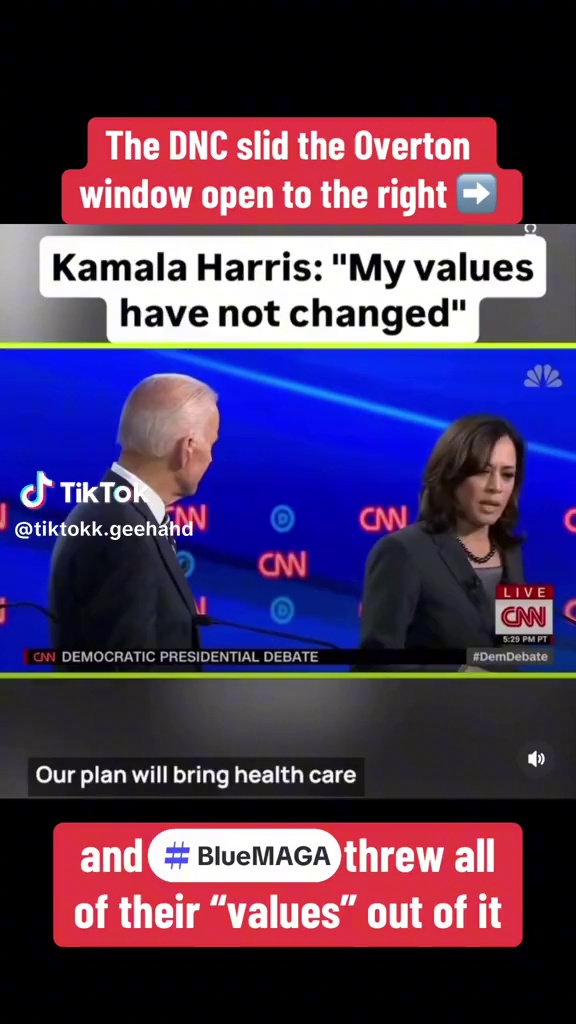 The DNC slid the Overton
window open to the right ➡️
Kamala Harris: "My values
have not changed"
TikTok
@tiktokk.geehahd
CNN
CNN
CNN
LIVE
CNN
5:29 PM PT
CNN DEMOCRATIC PRESIDENTIAL DEBATE
#DemDebate
Our plan will bring health care
and # BlueMAGA threw all
of their “values” out of it